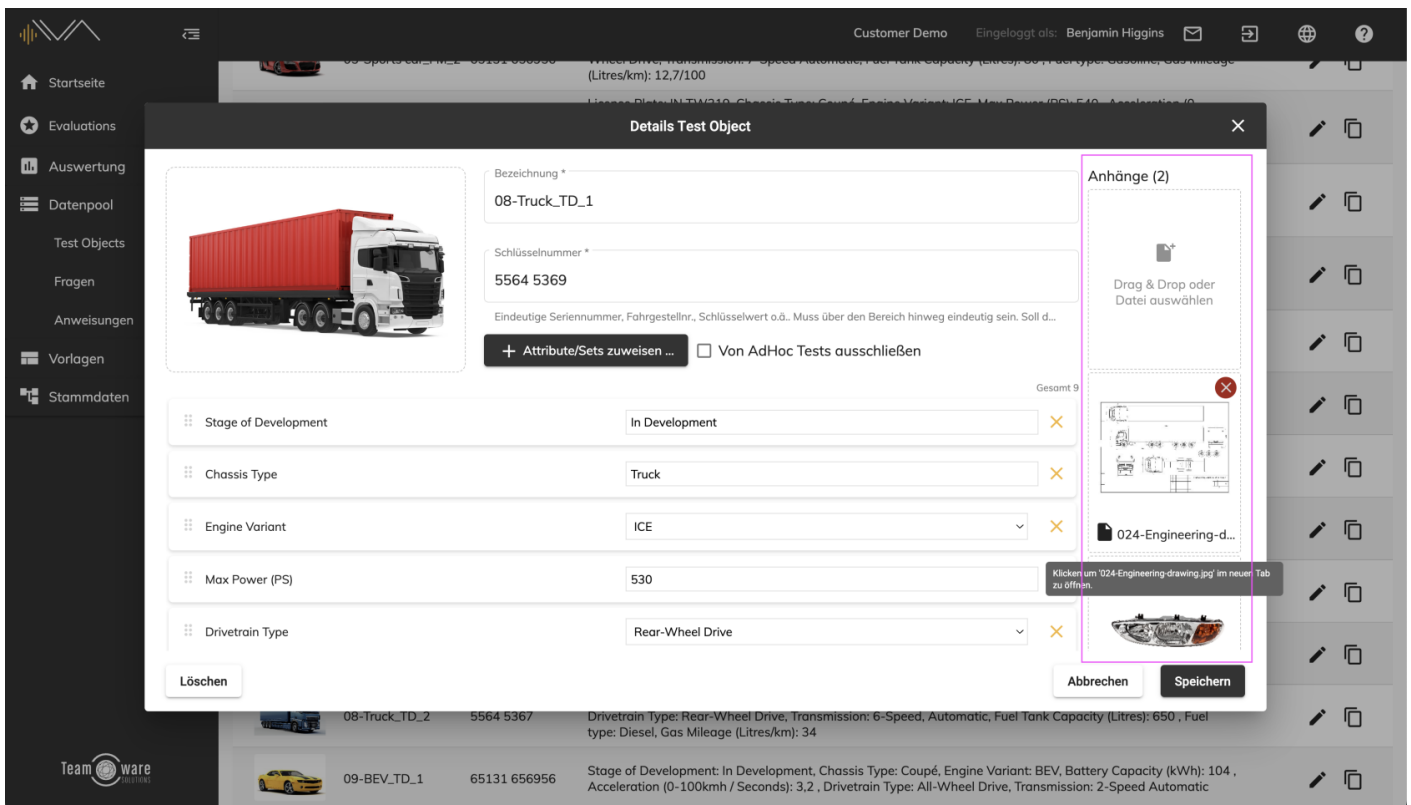 Customer Demo Eingeloggt als: Benjamin Higgins
Startseite
Evaluations
Auswertung
Datenpool
Test Objects
Fragen
Anweisungen
Vorlagen
Stammdaten
Team ware
SOLUTIONS
(Litres/km): 12,7/100
Details Test Object
Bezeichnung *
08-Truck_TD_1
Schlüsselnummer *
5564 5369
Eindeutige Seriennummer, Fahrgestellnr., Schlüsselwert o.ä.. Muss über den Bereich hinweg eindeutig sein. Soll d...
+ Attribute/Sets zuweisen ... Von AdHoc Tests ausschließen
Gesamt 9
Stage of Development In Development
Chassis Type Truck
Engine Variant ICE
Max Power (PS) 530
Drivetrain Type Rear-Wheel Drive
Anhänge (2)
Drag & Drop oder
Datei auswählen
024-Engineering-d...
Klicken um '024-Engineering-drawing.jpg' im neuen Tab
zu öffnen.
Löschen Abbrechen Speichern
08-Truck_TD_2 5564 5367 Drivetrain Type: Rear-Wheel Drive, Transmission: 6-Speed, Automatic, Fuel Tank Capacity (Litres): 650 , Fuel
type: Diesel, Gas Mileage (Litres/km): 34
09-BEV_TD_1 65131 656956 Stage of Development: In Development, Chassis Type: Coupé, Engine Variant: BEV, Battery Capacity (kWh): 104 ,
Acceleration (0-100kmh / Seconds): 3,2 , Drivetrain Type: All-Wheel Drive, Transmission: 2-Speed Automatic